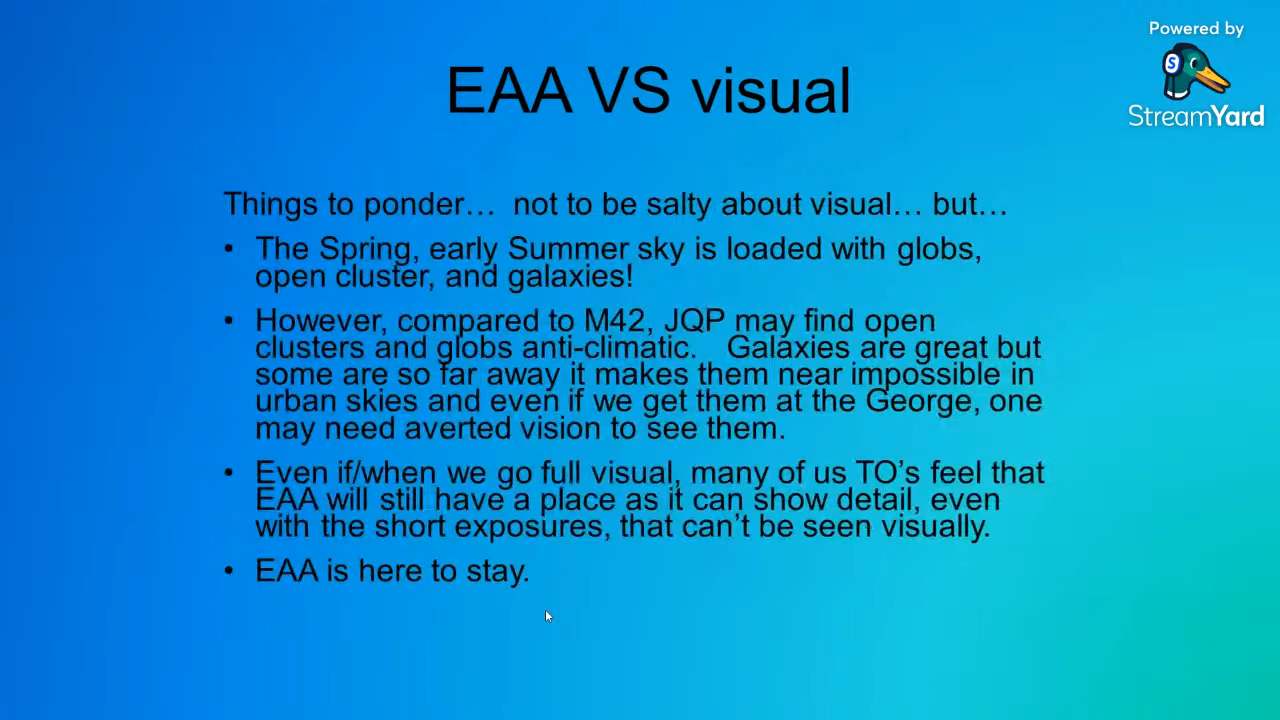 Powered by
StreamYard
EAA VS visual
Things to ponder… not to be salty about visual… but…
• The Spring, early Summer sky is loaded with globs,
open cluster, and galaxies!
• However, compared to M42, JQP may find open
clusters and globs anti-climatic. Galaxies are great but
some are so far away it makes them near impossible in
urban skies and even if we get them at the George, one
may need averted vision to see them.
• Even if/when we go full visual, many of us TO's feel that
EAA will still have a place as it can show detail, even
with the short exposures, that can't be seen visually.
• EAA is here to stay.